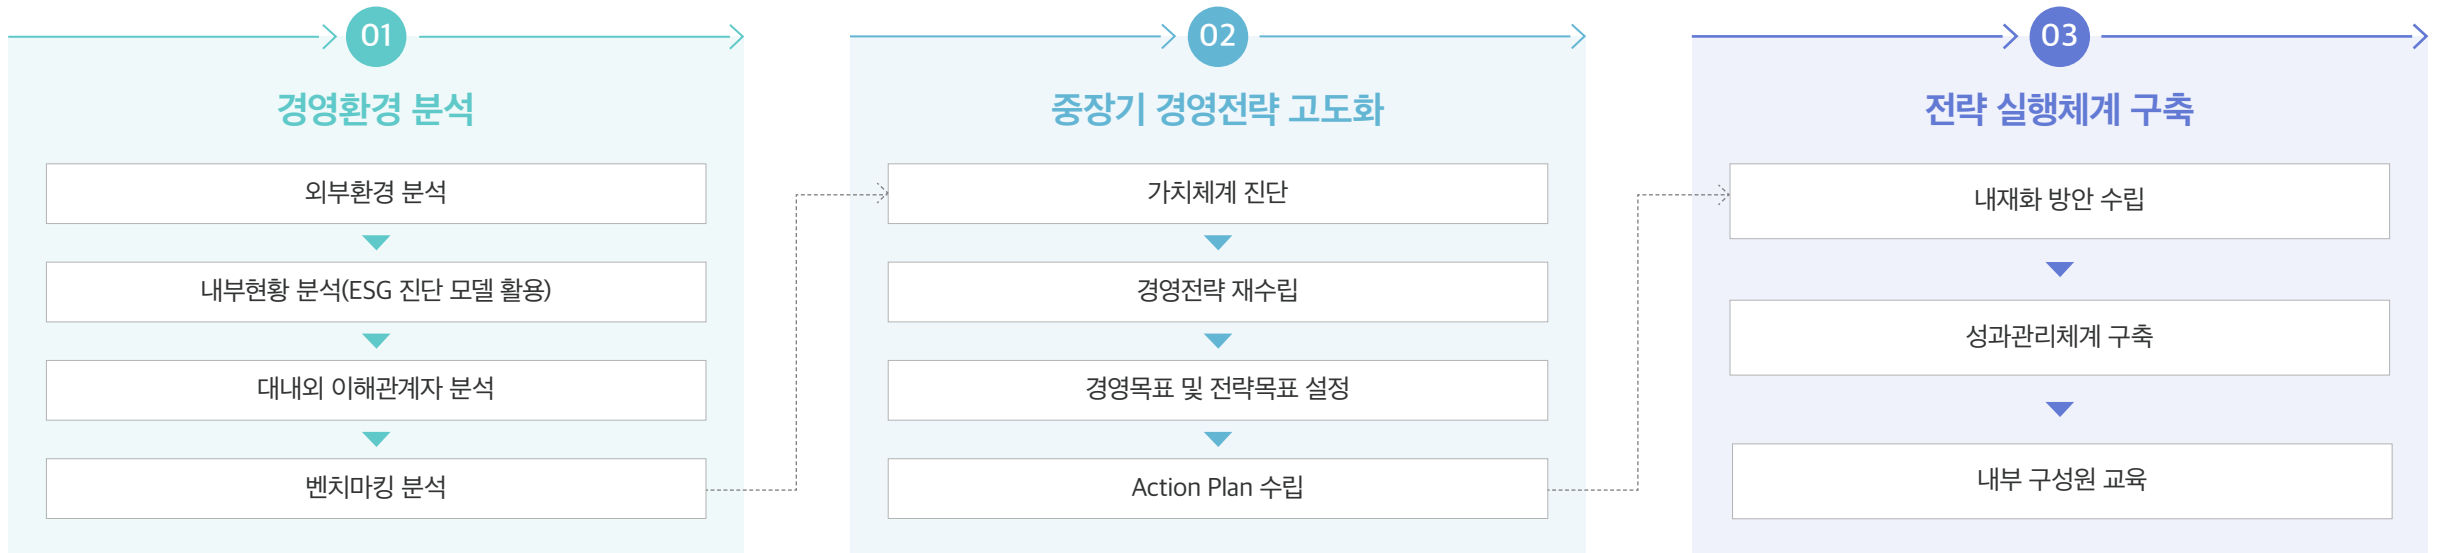 01
경영환경 분석
외부환경 분석
내부현황 분석(ESG 진단 모델 활용)
대내외 이해관계자 분석
벤치마킹 분석
02
중장기 경영전략 고도화
가치체계 진단
경영전략 재수립
경영목표 및 전략목표 설정
Action Plan 수립
03
전략 실행체계 구축
내재화 방안 수립
성과관리체계 구축
내부 구성원 교육